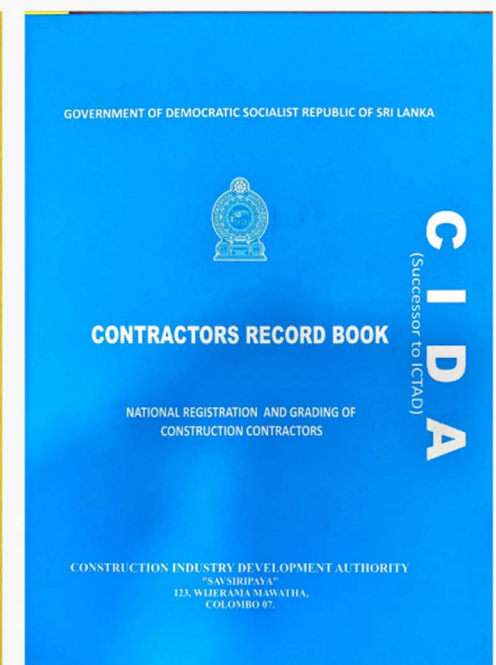 GOVERNMENT OF DEMOCRATIC SOCIALIST REPUBLIC OF SRI LANKA
CIDA
(Successor to ICTAD)
CONTRACTORS RECORD BOOK
NATIONAL REGISTRATION AND GRADING OF
CONSTRUCTION CONTRACTORS
CONSTRUCTION INDUSTRY DEVELOPMENT AUTHORITY
"SAVSIRIPAYA"
123, WIJERAMA MAWATHA,
COLOMBO 07.